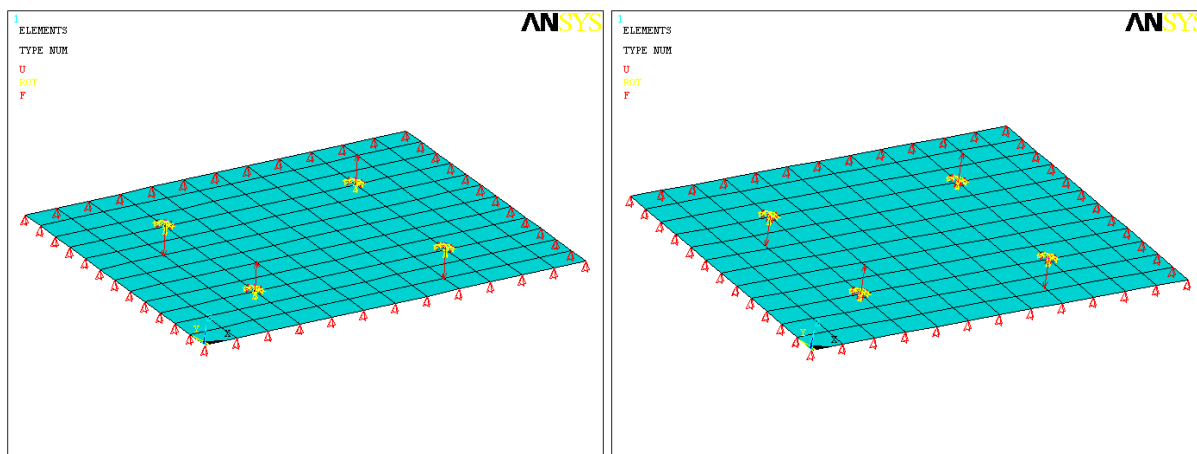 1
ANSYS
ELEMENTS
TYPE NUM
U
ROT
F
Y
X
1
ANSYS
ELEMENTS
TYPE NUM
U
ROT
F
Y
X